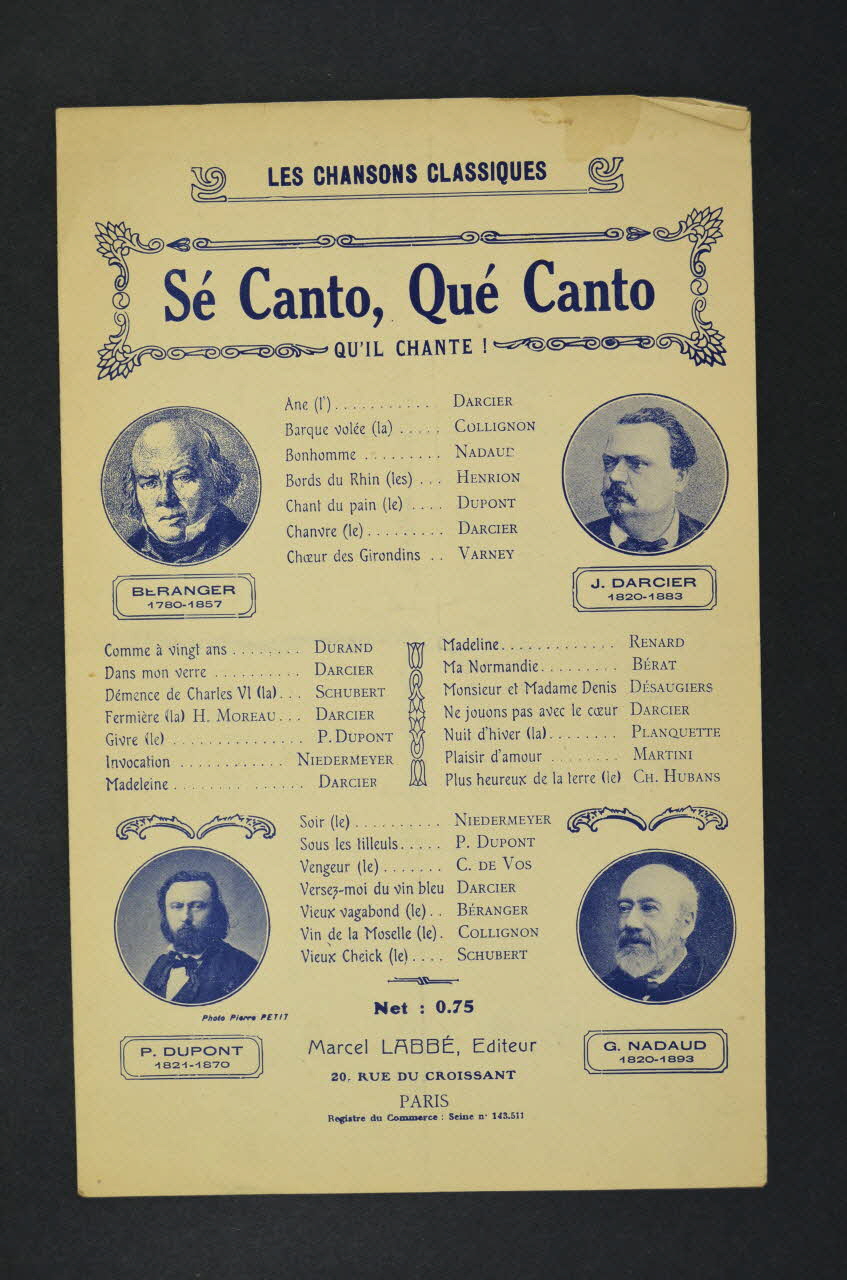 LES CHANSONS CLASSIQUES
Sé Canto, Qué Canto
QU'IL CHANTE !
Ane (l') . . . . . . . . . . . . DARCIER
Barque volée (la) . . . . . COLLIGNON
Bonhomme . . . . . . . . . NADAUD
Bords du Rhin (les) . . . HENRION
Chant du pain (le) . . . . DUPONT
Chanvre (le) . . . . . . . . . DARCIER
Chœur des Girondins . . VARNEY
BÉRANGER
1780-1857
J. DARCIER
1820-1883
Comme à vingt ans . . . . . . . . DURAND
Dans mon verre . . . . . . . . . . DARCIER
Démence de Charles VI (la) . . . SCHUBERT
Fermière (la) H. MOREAU . . . DARCIER
Givre (le) . . . . . . . . . . . . . . . P. DUPONT
Invocation . . . . . . . . . . . . NIEDERMEYER
Madeleine . . . . . . . . . . . . . . DARCIER
Madeline . . . . . . . . . . . . . RENARD
Ma Normandie . . . . . . . . . BÉRAT
Monsieur et Madame Denis DÉSAUGIERS
Ne jouons pas avec le cœur DARCIER
Nuit d'hiver (la) . . . . . . . . PLANQUETTE
Plaisir d'amour . . . . . . . . MARTINI
Plus heureux de la terre (le) CH. HUBANS
Soir (le) . . . . . . . . . . NIEDERMEYER
Sous les tilleuls . . . . . P. DUPONT
Vengeur (le) . . . . . . . C. DE VOS
Versez-moi du vin bleu DARCIER
Vieux vagabond (le) . . BÉRANGER
Vin de la Moselle (le) . COLLIGNON
Vieux Cheick (le) . . . . SCHUBERT
Photo Pierre PETIT
P. DUPONT
1821-1870
G. NADAUD
1820-1893
Net : 0.75
Marcel LABBÉ, Editeur
20, RUE DU CROISSANT
PARIS
Registre du Commerce : Seine n° 143.511